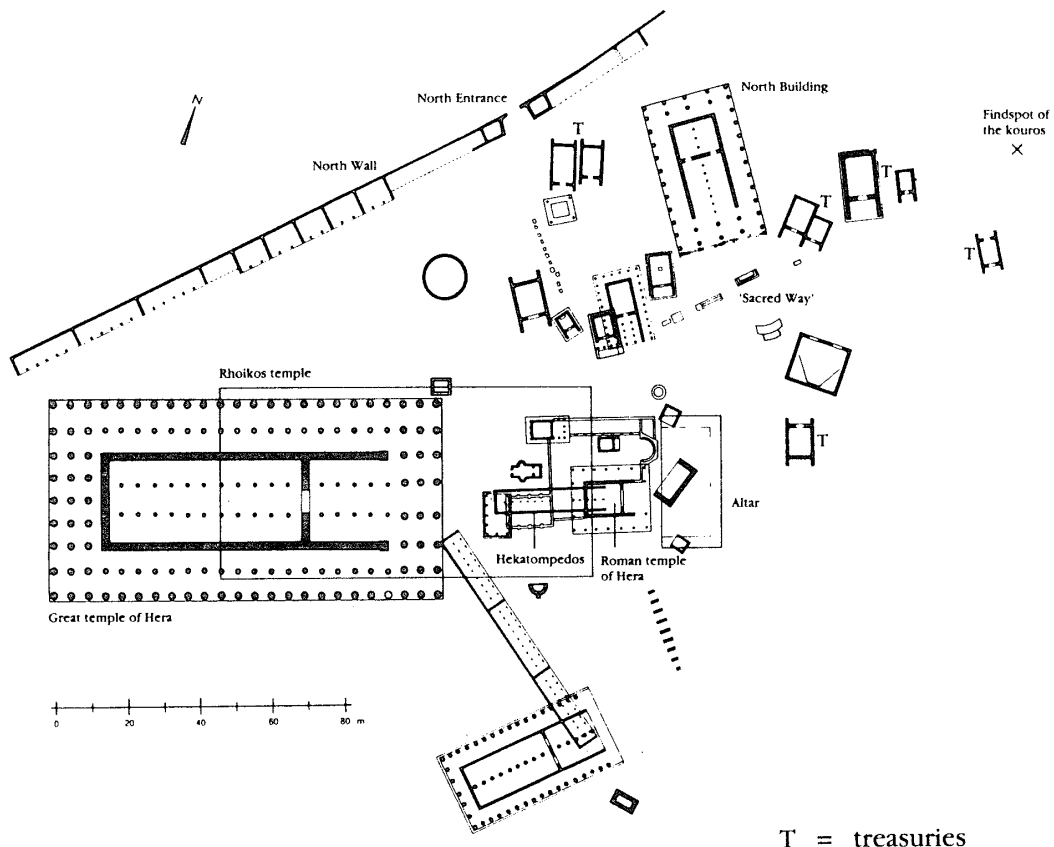 N
North Entrance
North Wall
T
North Building
Findspot of
the kouros
T
T
T
'Sacred Way'
Rhoikos temple
T
Altar
Hekatompedos
Roman temple
of Hera
Great temple of Hera
0 20 40 60 80 m
T = treasuries